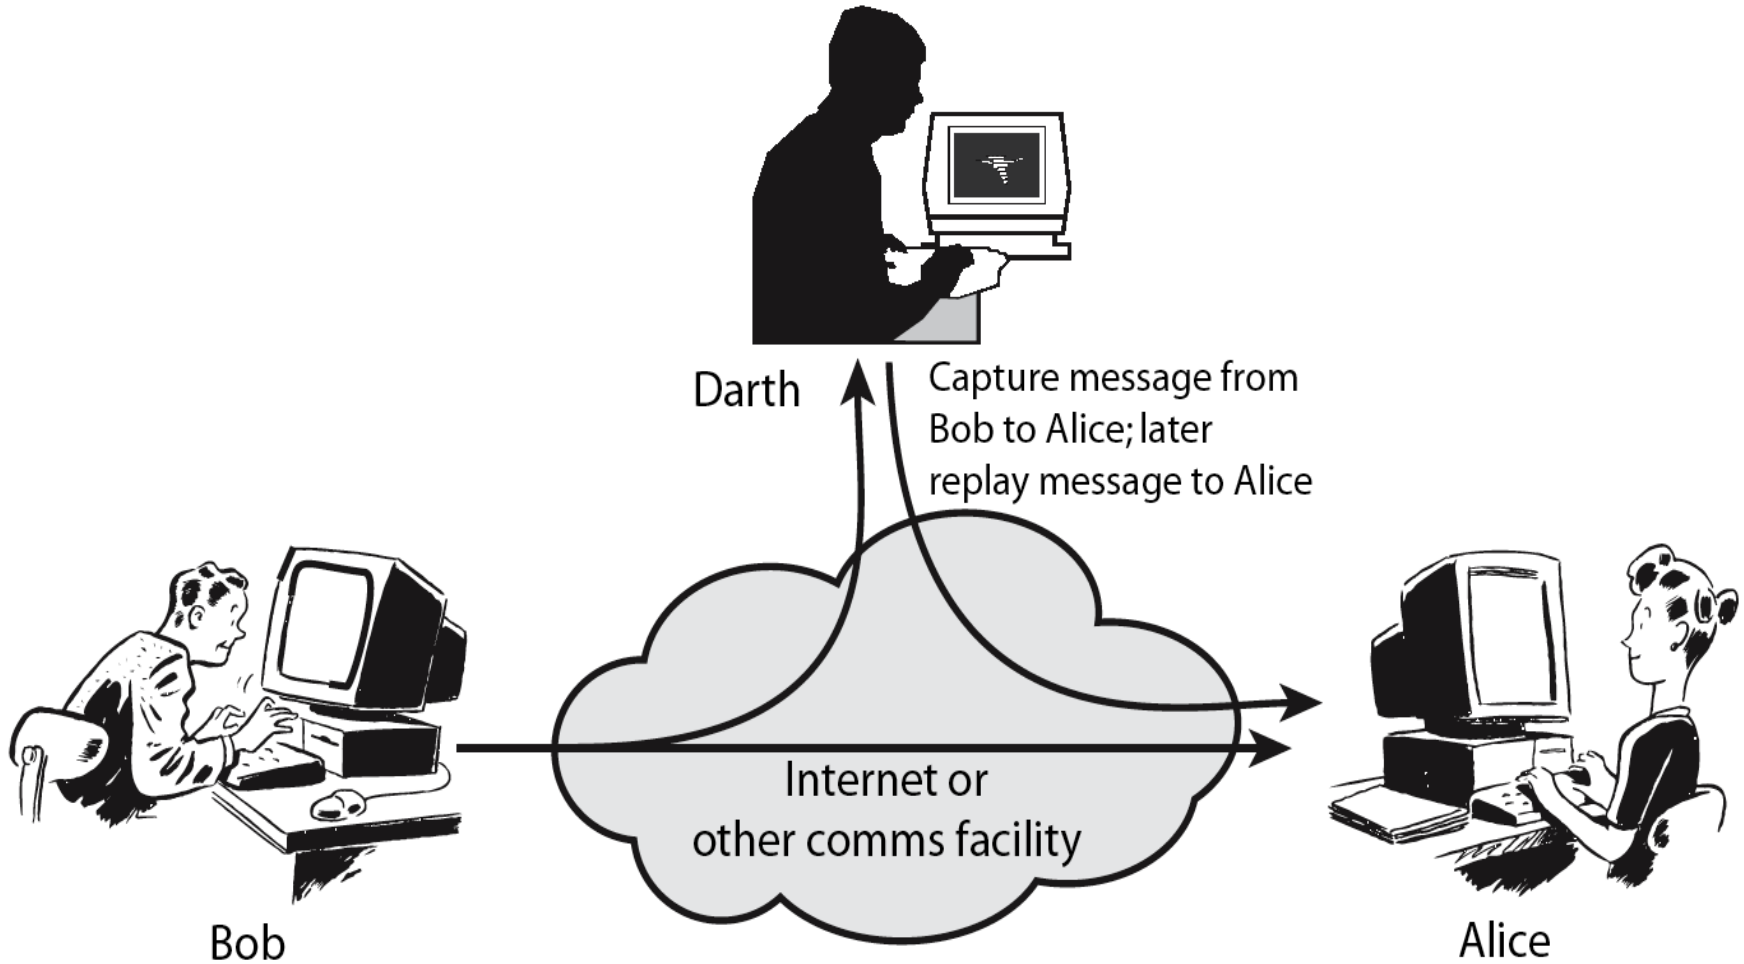 Darth
Capture message from
Bob to Alice; later
replay message to Alice
Internet or
other comms facility
Bob
Alice